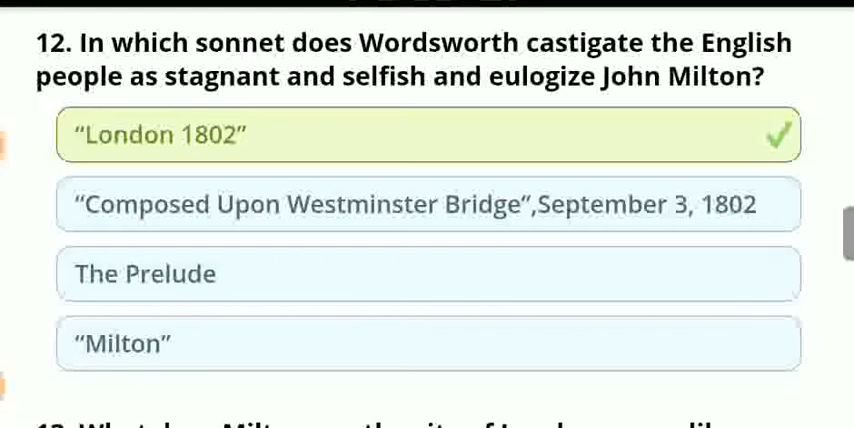 12. In which sonnet does Wordsworth castigate the English
people as stagnant and selfish and eulogize John Milton?
“London 1802”
“Composed Upon Westminster Bridge”,September 3, 1802
The Prelude
“Milton”